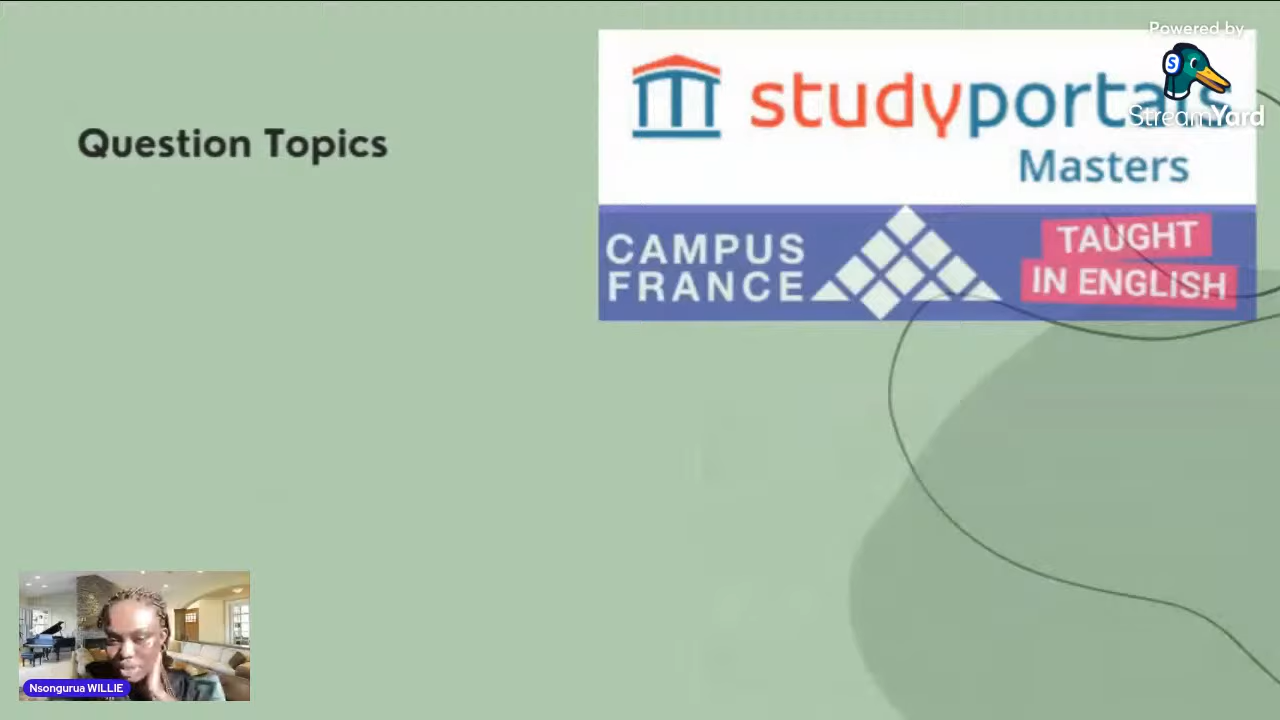 Powered by
StreamYard
Question Topics
studyportals
Masters
CAMPUS
FRANCE
TAUGHT
IN ENGLISH
Nsongurua WILLIE